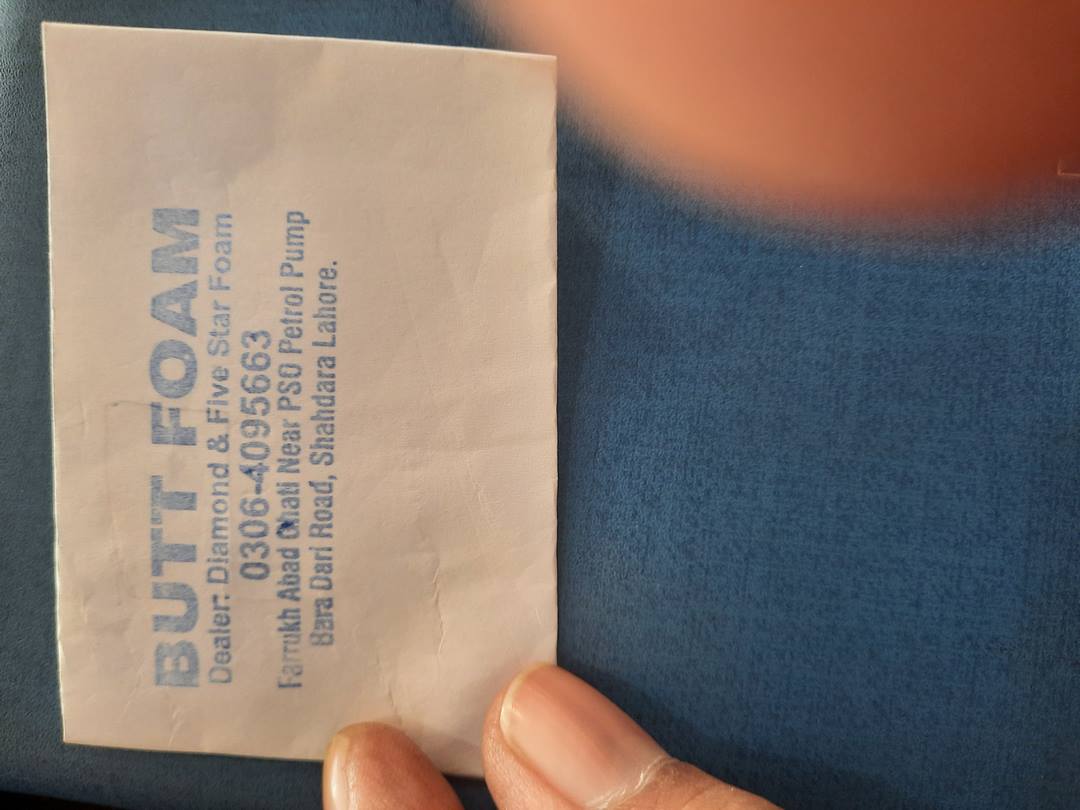 BUTT FOAM
Dealer: Diamond & Five Star Foam
0306-4095663
Farrukh Abad Ghati Near PSO Petrol Pump
Bara Dari Road, Shahdara Lahore.